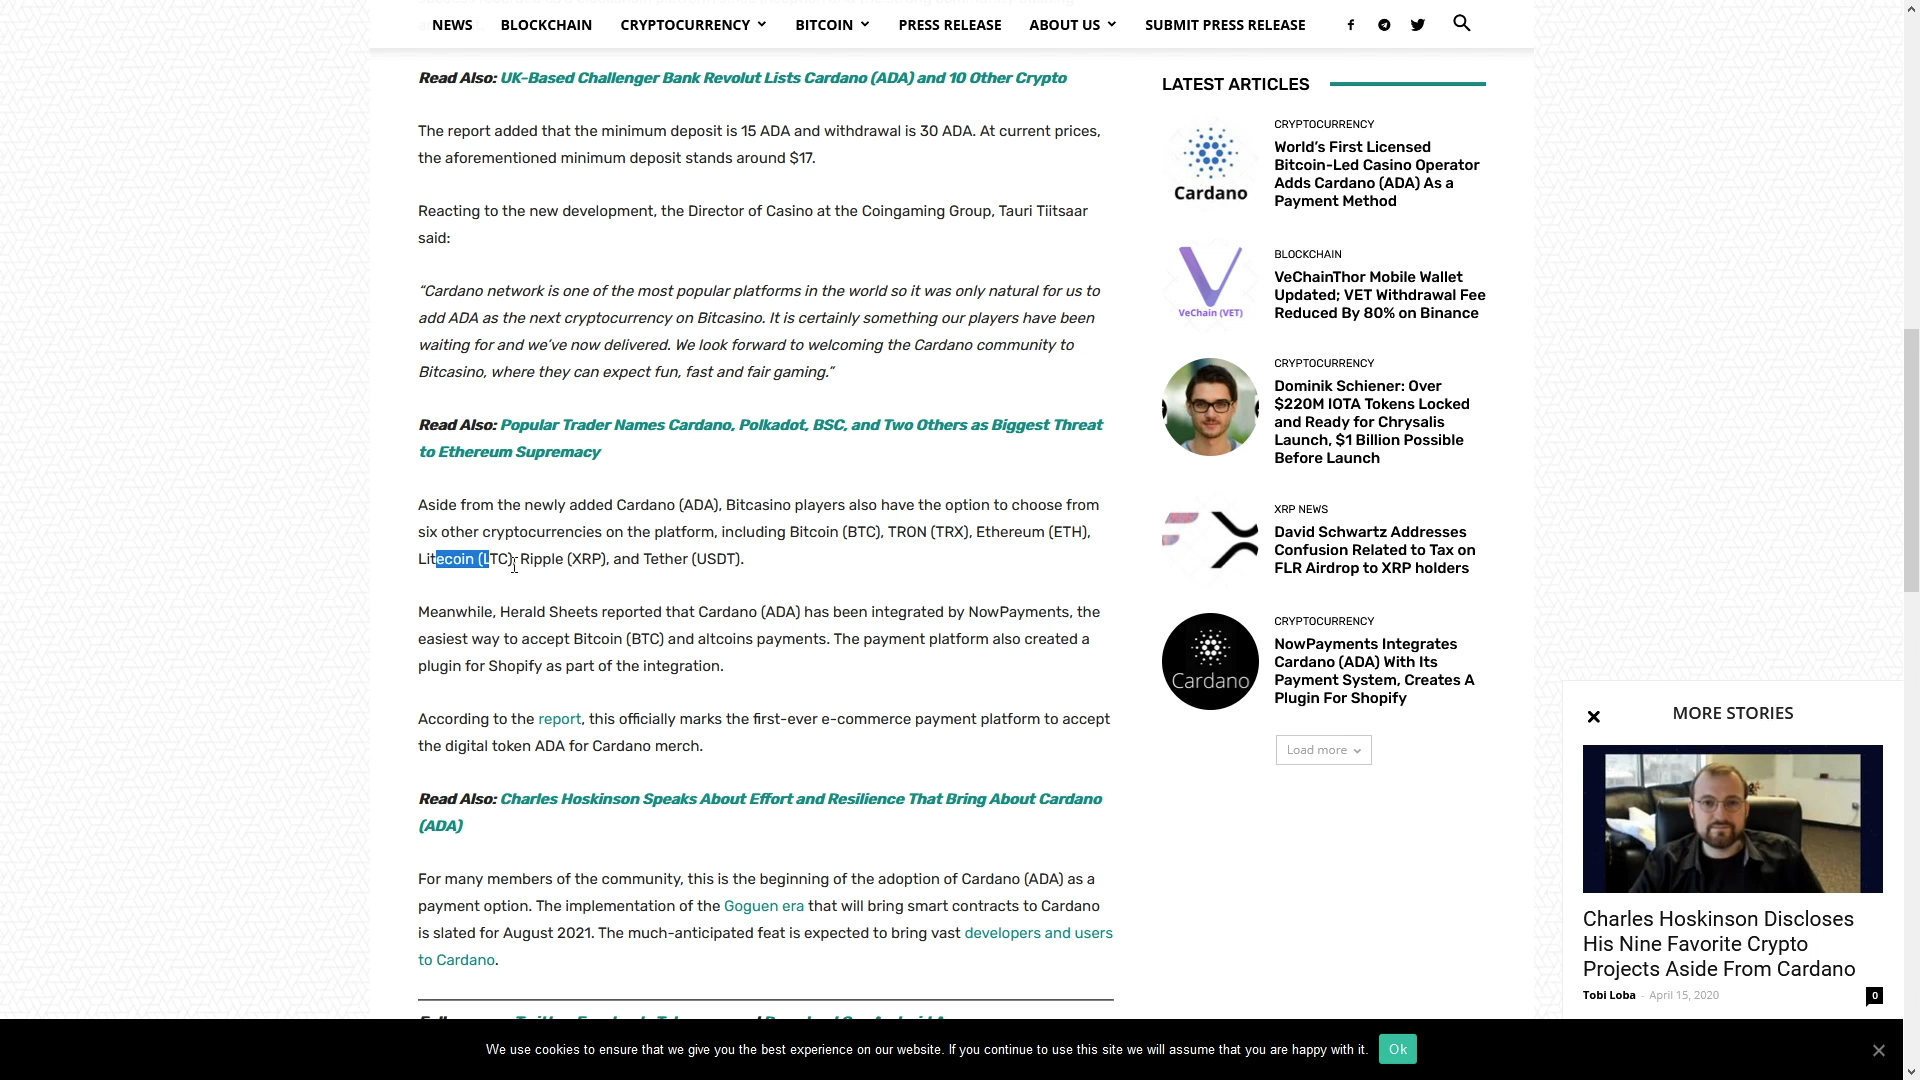 NEWS
BLOCKCHAIN
CRYPTOCURRENCY
BITCOIN
PRESS RELEASE
ABOUT US
SUBMIT PRESS RELEASE
Read Also: UK-Based Challenger Bank Revolut Lists Cardano (ADA) and 10 Other Crypto
The report added that the minimum deposit is 15 ADA and withdrawal is 30 ADA. At current prices,
the aforementioned minimum deposit stands around $17.
Reacting to the new development, the Director of Casino at the Coingaming Group, Tauri Tiitsaar
said:
“Cardano network is one of the most popular platforms in the world so it was only natural for us to
add ADA as the next cryptocurrency on Bitcasino. It is certainly something our players have been
waiting for and we’ve now delivered. We look forward to welcoming the Cardano community to
Bitcasino, where they can expect fun, fast and fair gaming.”
Read Also: Popular Trader Names Cardano, Polkadot, BSC, and Two Others as Biggest Threat
to Ethereum Supremacy
Aside from the newly added Cardano (ADA), Bitcasino players also have the option to choose from
six other cryptocurrencies on the platform, including Bitcoin (BTC), TRON (TRX), Ethereum (ETH),
Litecoin (LTC), Ripple (XRP), and Tether (USDT).
Meanwhile, Herald Sheets reported that Cardano (ADA) has been integrated by NowPayments, the
easiest way to accept Bitcoin (BTC) and altcoins payments. The payment platform also created a
plugin for Shopify as part of the integration.
According to the report, this officially marks the first-ever e-commerce payment platform to accept
the digital token ADA for Cardano merch.
Read Also: Charles Hoskinson Speaks About Effort and Resilience That Bring About Cardano
(ADA)
For many members of the community, this is the beginning of the adoption of Cardano (ADA) as a
payment option. The implementation of the Goguen era that will bring smart contracts to Cardano
is slated for August 2021. The much-anticipated feat is expected to bring vast developers and users
to Cardano.
LATEST ARTICLES
Cardano
CRYPTOCURRENCY
World’s First Licensed
Bitcoin-Led Casino Operator
Adds Cardano (ADA) As a
Payment Method
VeChain (VET)
BLOCKCHAIN
VeChainThor Mobile Wallet
Updated; VET Withdrawal Fee
Reduced By 80% on Binance
CRYPTOCURRENCY
Dominik Schiener: Over
$220M IOTA Tokens Locked
and Ready for Chrysalis
Launch, $1 Billion Possible
Before Launch
XRP NEWS
David Schwartz Addresses
Confusion Related to Tax on
FLR Airdrop to XRP holders
Cardano
CRYPTOCURRENCY
NowPayments Integrates
Cardano (ADA) With Its
Payment System, Creates A
Plugin For Shopify
Load more
MORE STORIES
Charles Hoskinson Discloses
His Nine Favorite Crypto
Projects Aside From Cardano
Tobi Loba - April 15, 2020
0
We use cookies to ensure that we give you the best experience on our website. If you continue to use this site we will assume that you are happy with it.
Ok